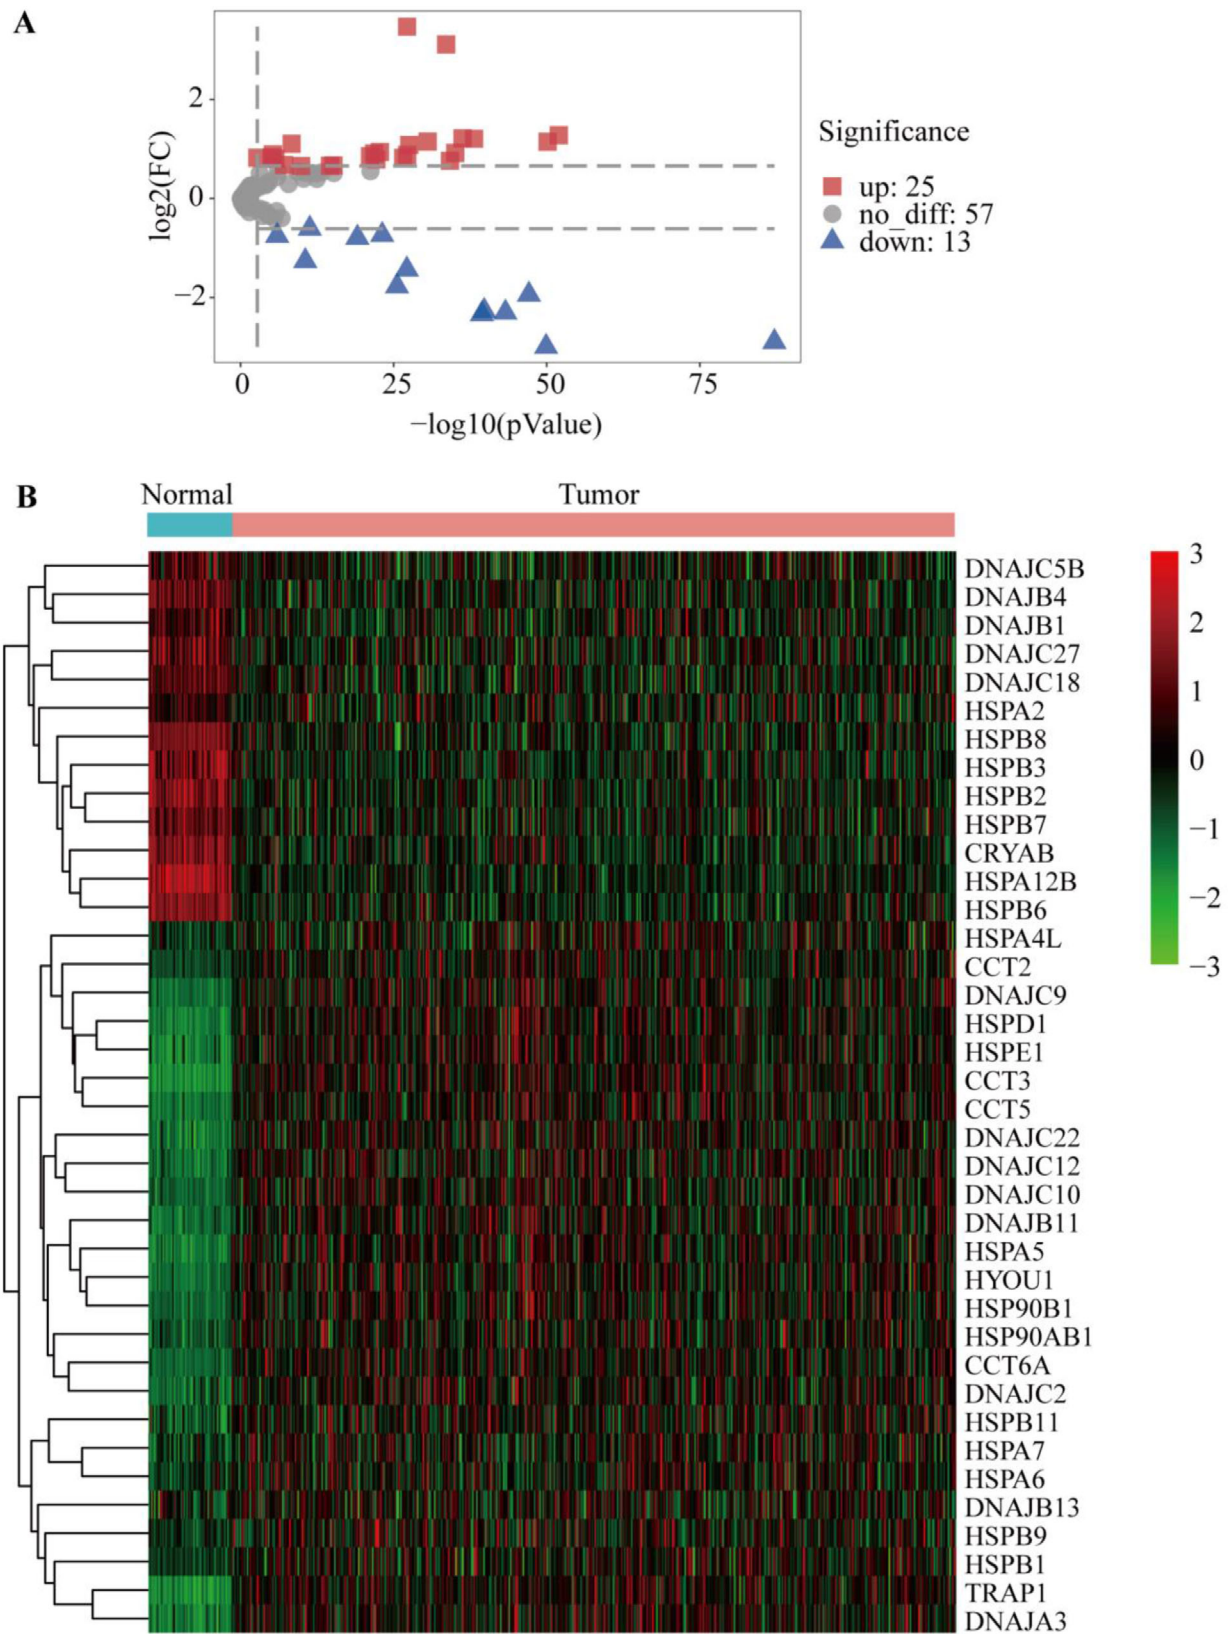 A
log2(FC)
2
0
−2
0 25 50 75
−log10(pValue)
Significance
up: 25
no_diff: 57
down: 13
B
Normal Tumor
DNAJC5B
DNAJB4
DNAJB1
DNAJC27
DNAJC18
HSPA2
HSPB8
HSPB3
HSPB2
HSPB7
CRYAB
HSPA12B
HSPB6
HSPA4L
CCT2
DNAJC9
HSPD1
HSPE1
CCT3
CCT5
DNAJC22
DNAJC12
DNAJC10
DNAJB11
HSPA5
HYOU1
HSP90B1
HSP90AB1
CCT6A
DNAJC2
HSPB11
HSPA7
HSPA6
DNAJB13
HSPB9
HSPB1
TRAP1
DNAJA3
3
2
1
0
−1
−2
−3